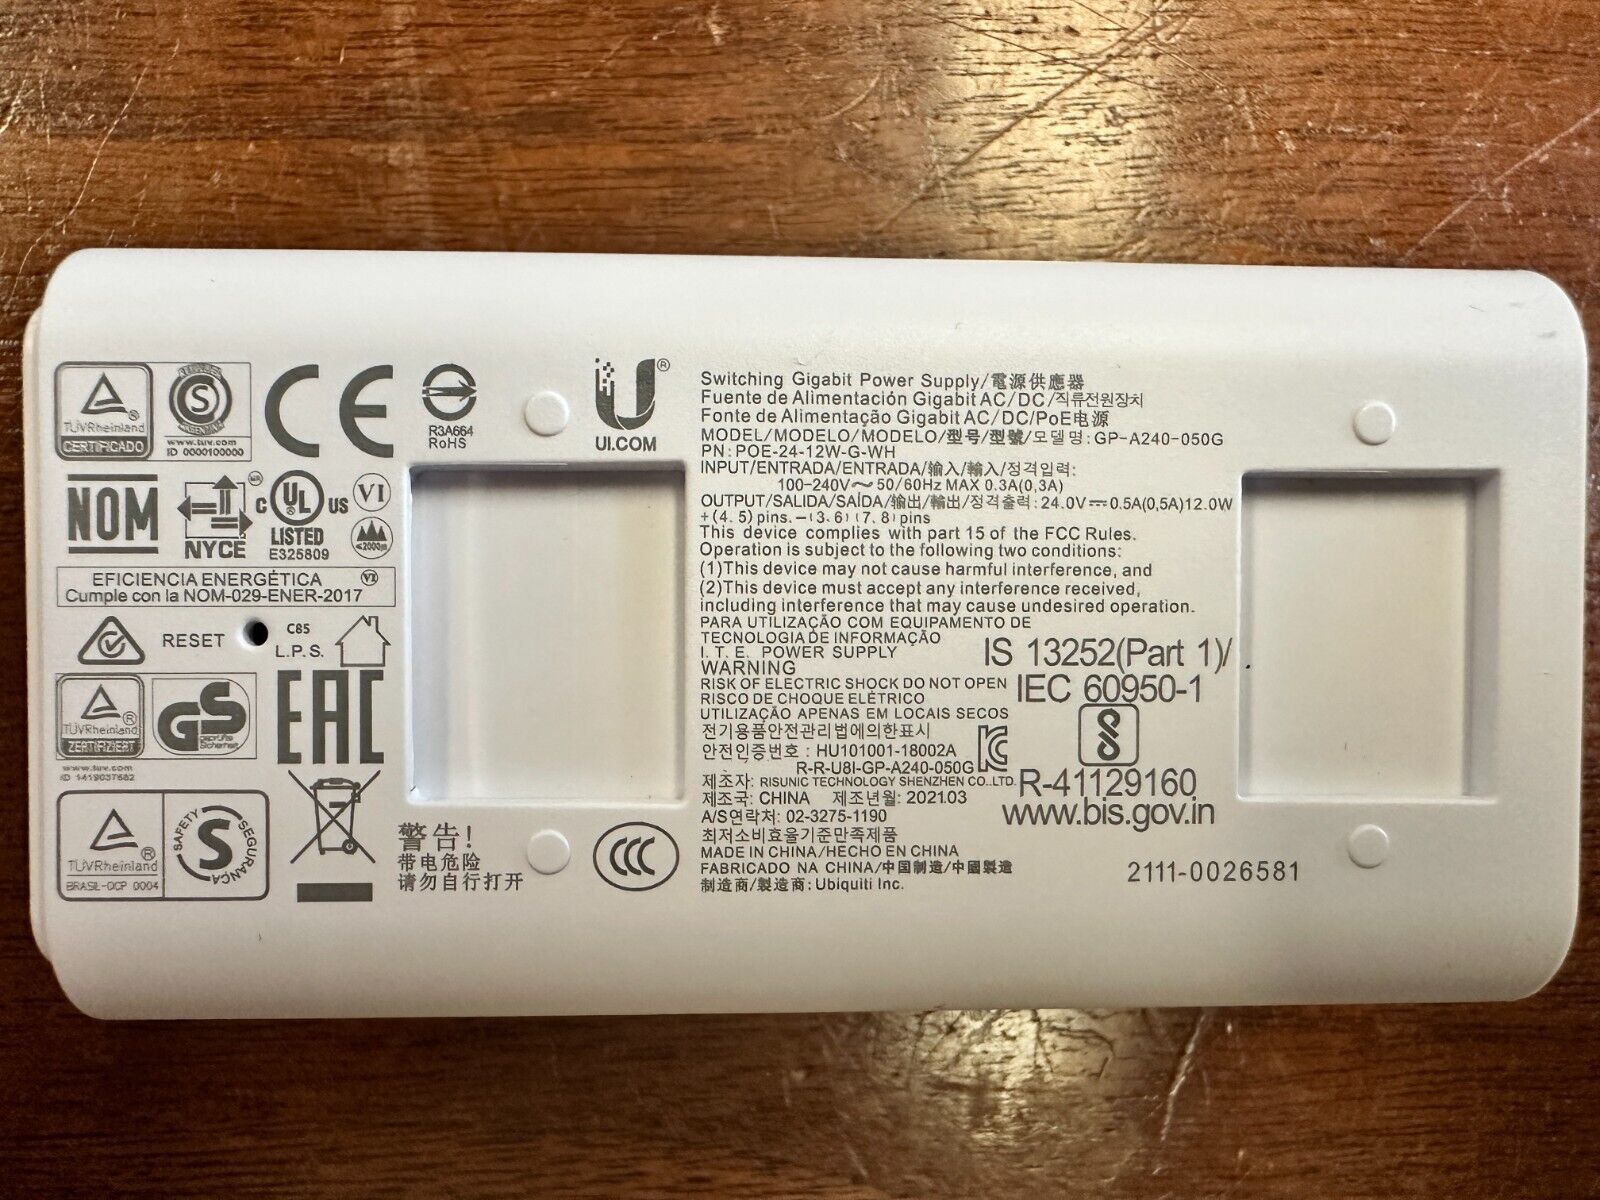 TÜVRheinland
CERTIFICADO
S
ARGENTINA
www.tuv.com
ID 0000100000
CE
R3A664
RoHS
U®
UI.COM
NOM
NYCE
MR
C UL US
LISTED
E325809
VI
≤2000m
EFICIENCIA ENERGÉTICA VI
Cumple con la NOM-029-ENER-2017
RESET
C85
L.P.S.
TÜVRheinland®
ZERTIFIZIERT
GS
geprüfte
Sicherheit
www.tuv.com
ID 1419037682
EAC
TÜVRheinland®
BRASIL-OCP 0004
SAFETY
S
SEGURANÇA
警告!
带电危险
请勿自行打开
CCC
Switching Gigabit Power Supply/電源供應器
Fuente de Alimentación Gigabit AC/DC/직류전원장치
Fonte de Alimentação Gigabit AC/DC/PoE电源
MODEL/MODELO/MODELO/型号/型號/모델명:GP-A240-050G
PN:POE-24-12W-G-WH
INPUT/ENTRADA/ENTRADA/输入/輸入/정격입력:
100-240V～50/60Hz MAX 0.3A(0,3A)
OUTPUT/SALIDA/SAÍDA/输出/輸出/정격출력:24.0V⎓0.5A(0,5A)12.0W
+(4.5)pins.-(3.6)(7.8)pins
This device complies with part 15 of the FCC Rules.
Operation is subject to the following two conditions:
(1)This device may not cause harmful interference, and
(2)This device must accept any interference received,
including interference that may cause undesired operation.
PARA UTILIZAÇÃO COM EQUIPAMENTO DE
TECNOLOGIA DE INFORMAÇÃO
I. T. E. POWER SUPPLY
WARNING
RISK OF ELECTRIC SHOCK DO NOT OPEN
RISCO DE CHOQUE ELÉTRICO
UTILIZAÇÃO APENAS EM LOCAIS SECOS
전기용품안전관리법에의한표시
안전인증번호: HU101001-18002A
R-R-U8I-GP-A240-050G
제조자: RISUNIC TECHNOLOGY SHENZHEN CO.,LTD.
제조국: CHINA 제조년월: 2021.03
A/S연락처: 02-3275-1190
최저소비효율기준만족제품
MADE IN CHINA/HECHO EN CHINA
FABRICADO NA CHINA/中国制造/中國製造
制造商/製造商:Ubiquiti Inc.
IS 13252(Part 1)/
IEC 60950-1
R-41129160
www.bis.gov.in
2111-0026581